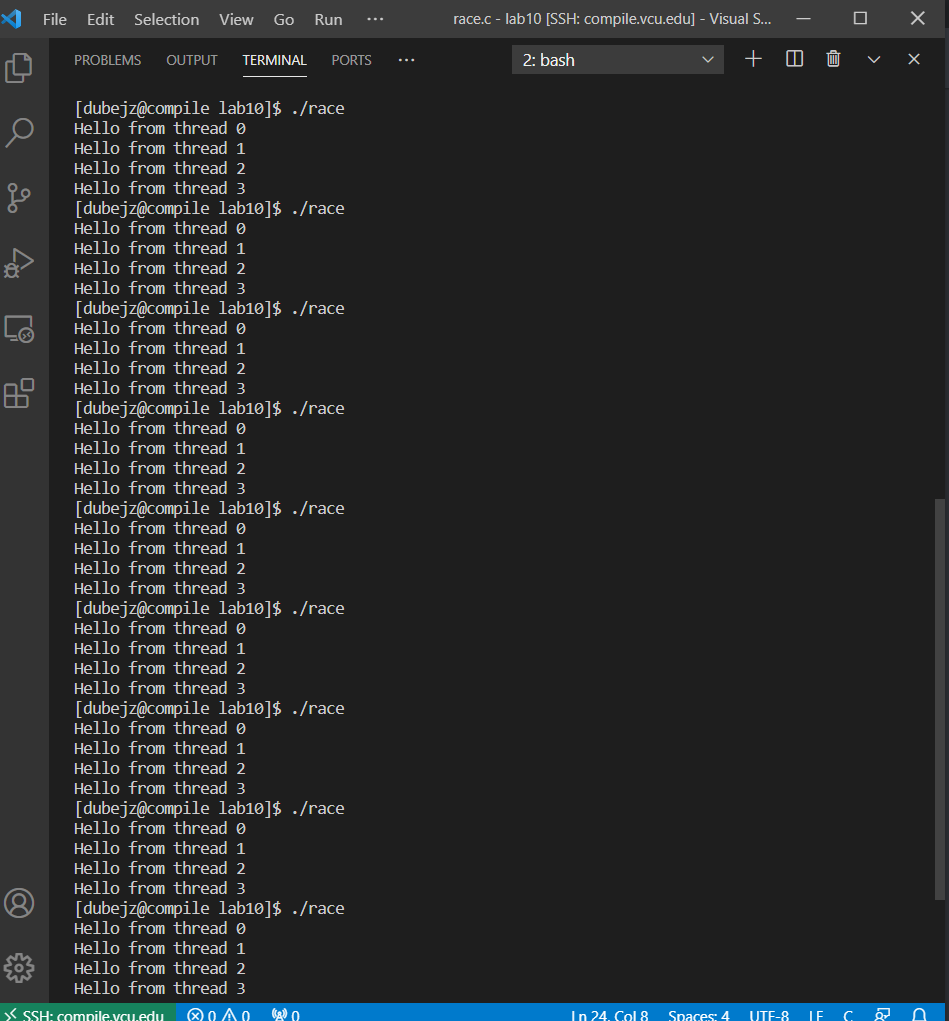 File Edit Selection View Go Run ··· race.c - lab10 [SSH: compile.vcu.edu] - Visual S...
PROBLEMS OUTPUT TERMINAL PORTS ··· 2: bash
[dubejz@compile lab10]$ ./race
Hello from thread 0
Hello from thread 1
Hello from thread 2
Hello from thread 3
[dubejz@compile lab10]$ ./race
Hello from thread 0
Hello from thread 1
Hello from thread 2
Hello from thread 3
[dubejz@compile lab10]$ ./race
Hello from thread 0
Hello from thread 1
Hello from thread 2
Hello from thread 3
[dubejz@compile lab10]$ ./race
Hello from thread 0
Hello from thread 1
Hello from thread 2
Hello from thread 3
[dubejz@compile lab10]$ ./race
Hello from thread 0
Hello from thread 1
Hello from thread 2
Hello from thread 3
[dubejz@compile lab10]$ ./race
Hello from thread 0
Hello from thread 1
Hello from thread 2
Hello from thread 3
[dubejz@compile lab10]$ ./race
Hello from thread 0
Hello from thread 1
Hello from thread 2
Hello from thread 3
[dubejz@compile lab10]$ ./race
Hello from thread 0
Hello from thread 1
Hello from thread 2
Hello from thread 3
[dubejz@compile lab10]$ ./race
Hello from thread 0
Hello from thread 1
Hello from thread 2
Hello from thread 3
SSH: compile.vcu.edu 0 0 0 Ln 24, Col 8 Spaces: 4 UTF-8 LF C